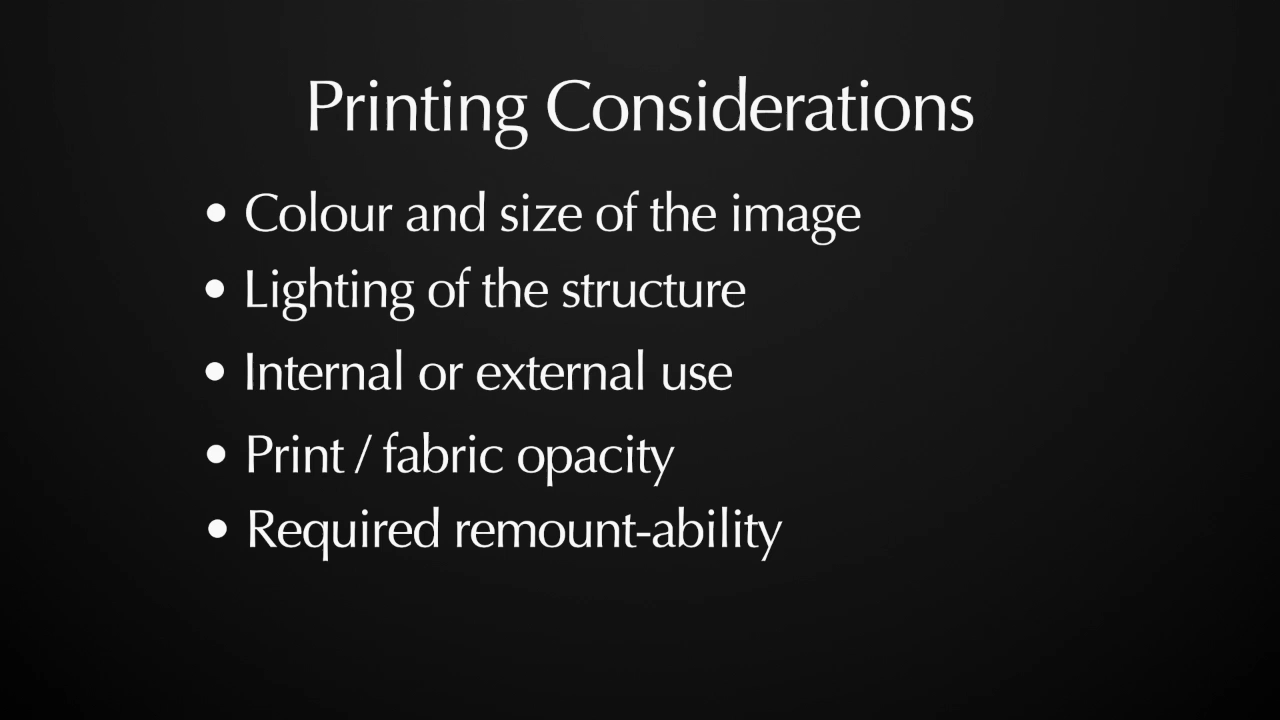 Printing Considerations
• Colour and size of the image
• Lighting of the structure
• Internal or external use
• Print / fabric opacity
• Required remount-ability